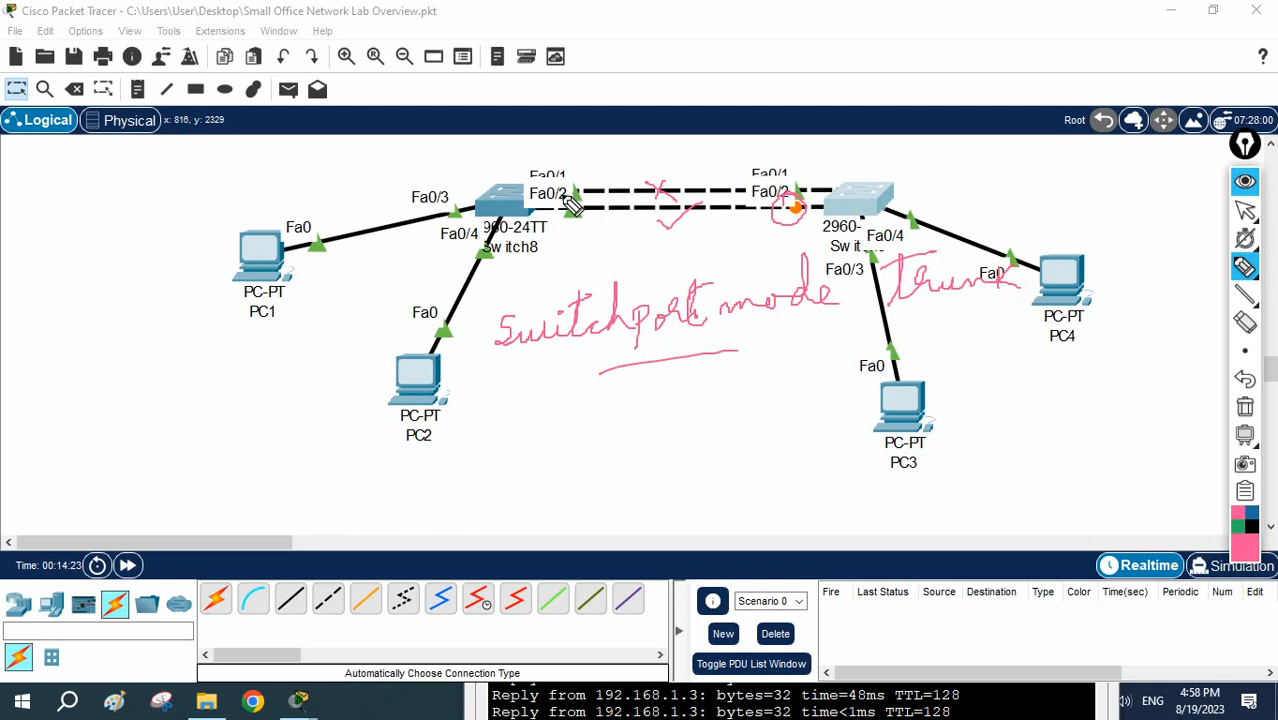 Cisco Packet Tracer - C:\Users\User\Desktop\Small Office Network Lab Overview.pkt
File Edit Options View Tools Extensions Window Help
Logical Physical x: 816, y: 2329 Root 07:28:00
Fa0/1 Fa0/1
Fa0/3 Fa0/2 Fa0/2
Fa0 Fa0/4 960-24TT 2960- Fa0/4
Switch8
PC-PT Fa0/3 Fa0
PC1
switchport mode trunk
Fa0 PC-PT
PC4
Fa0
PC-PT
PC2
PC-PT
PC3
Time: 00:14:23 Realtime Simulation
Scenario 0
Fire Last Status Source Destination Type Color Time(sec) Periodic Num Edit
New Delete
Toggle PDU List Window
Automatically Choose Connection Type
Reply from 192.168.1.3: bytes=32 time=48ms TTL=128
Reply from 192.168.1.3: bytes=32 time<1ms TTL=128
ENG
4:58 PM
8/19/2023